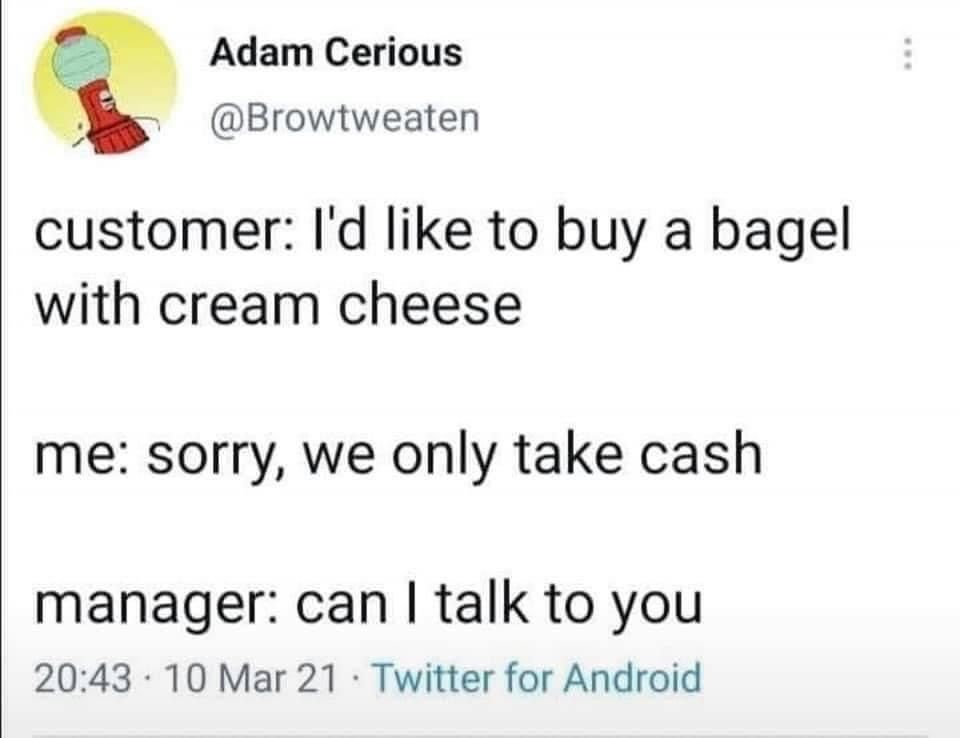 Adam Cerious
@Browtweaten
customer: I'd like to buy a bagel
with cream cheese
me: sorry, we only take cash
manager: can I talk to you
20:43 · 10 Mar 21 · Twitter for Android